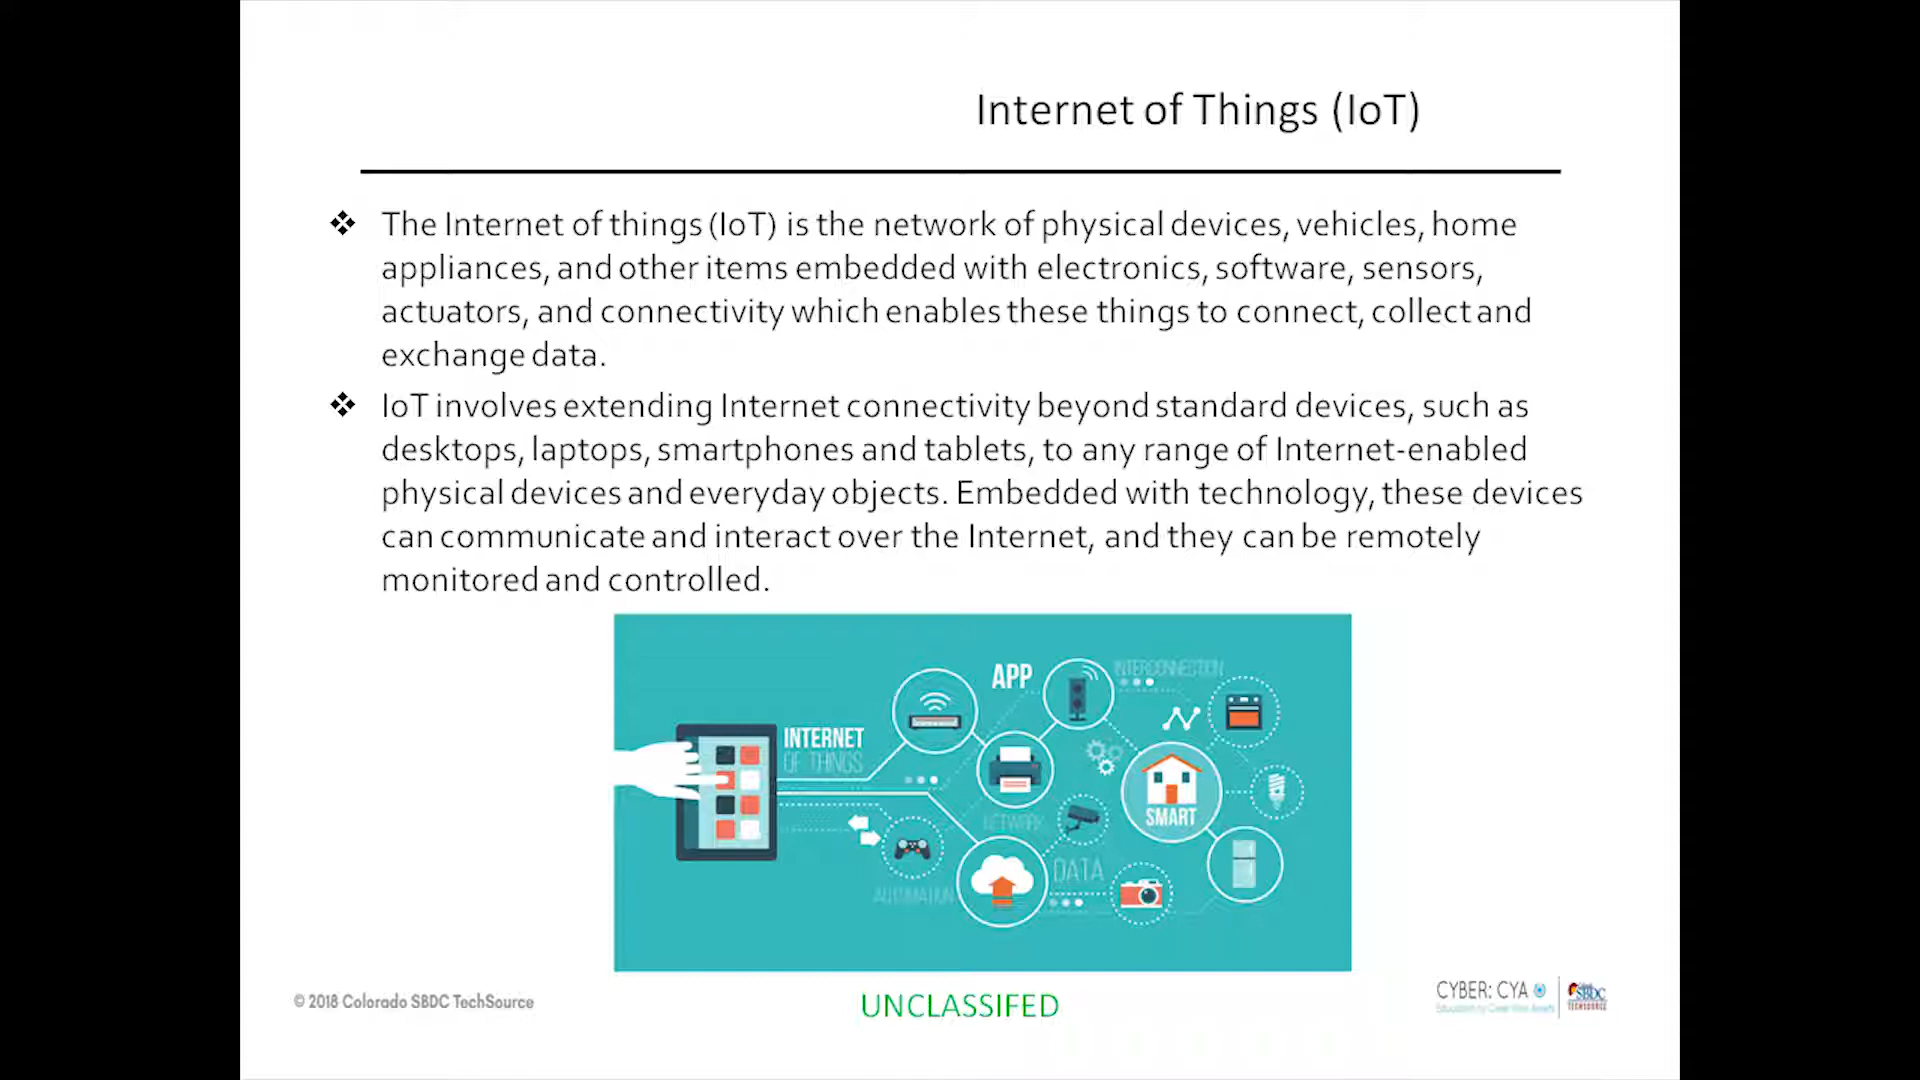 Internet of Things (IoT)
❖ The Internet of things (IoT) is the network of physical devices, vehicles, home
appliances, and other items embedded with electronics, software, sensors,
actuators, and connectivity which enables these things to connect, collect and
exchange data.
❖ IoT involves extending Internet connectivity beyond standard devices, such as
desktops, laptops, smartphones and tablets, to any range of Internet-enabled
physical devices and everyday objects. Embedded with technology, these devices
can communicate and interact over the Internet, and they can be remotely
monitored and controlled.
APP
INTERCONNECTION
INTERNET
OF THINGS
SMART
NETWORK
DATA
AUTOMATION
© 2018 Colorado SBDC TechSource
UNCLASSIFED
CYBER: CYA
SBDC
TECHSOURCE